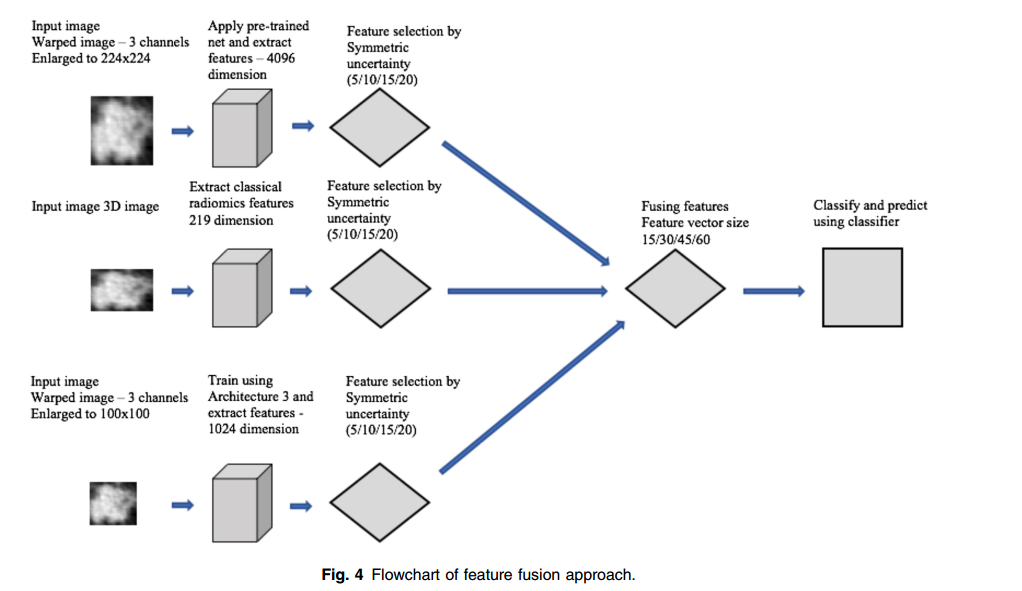 Input image
Warped image – 3 channels
Enlarged to 224x224
Apply pre-trained
net and extract
features – 4096
dimension
Feature selection by
Symmetric
uncertainty
(5/10/15/20)
Input image 3D image
Extract classical
radiomics features
219 dimension
Feature selection by
Symmetric
uncertainty
(5/10/15/20)
Fusing features
Feature vector size
15/30/45/60
Classify and predict
using classifier
Input image
Warped image – 3 channels
Enlarged to 100x100
Train using
Architecture 3 and
extract features -
1024 dimension
Feature selection by
Symmetric
uncertainty
(5/10/15/20)
Fig. 4 Flowchart of feature fusion approach.